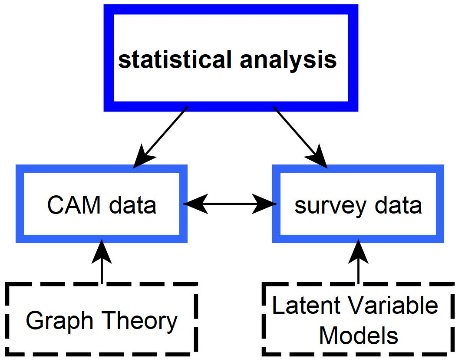 statistical analysis
CAM data
survey data
Graph Theory
Latent Variable
Models